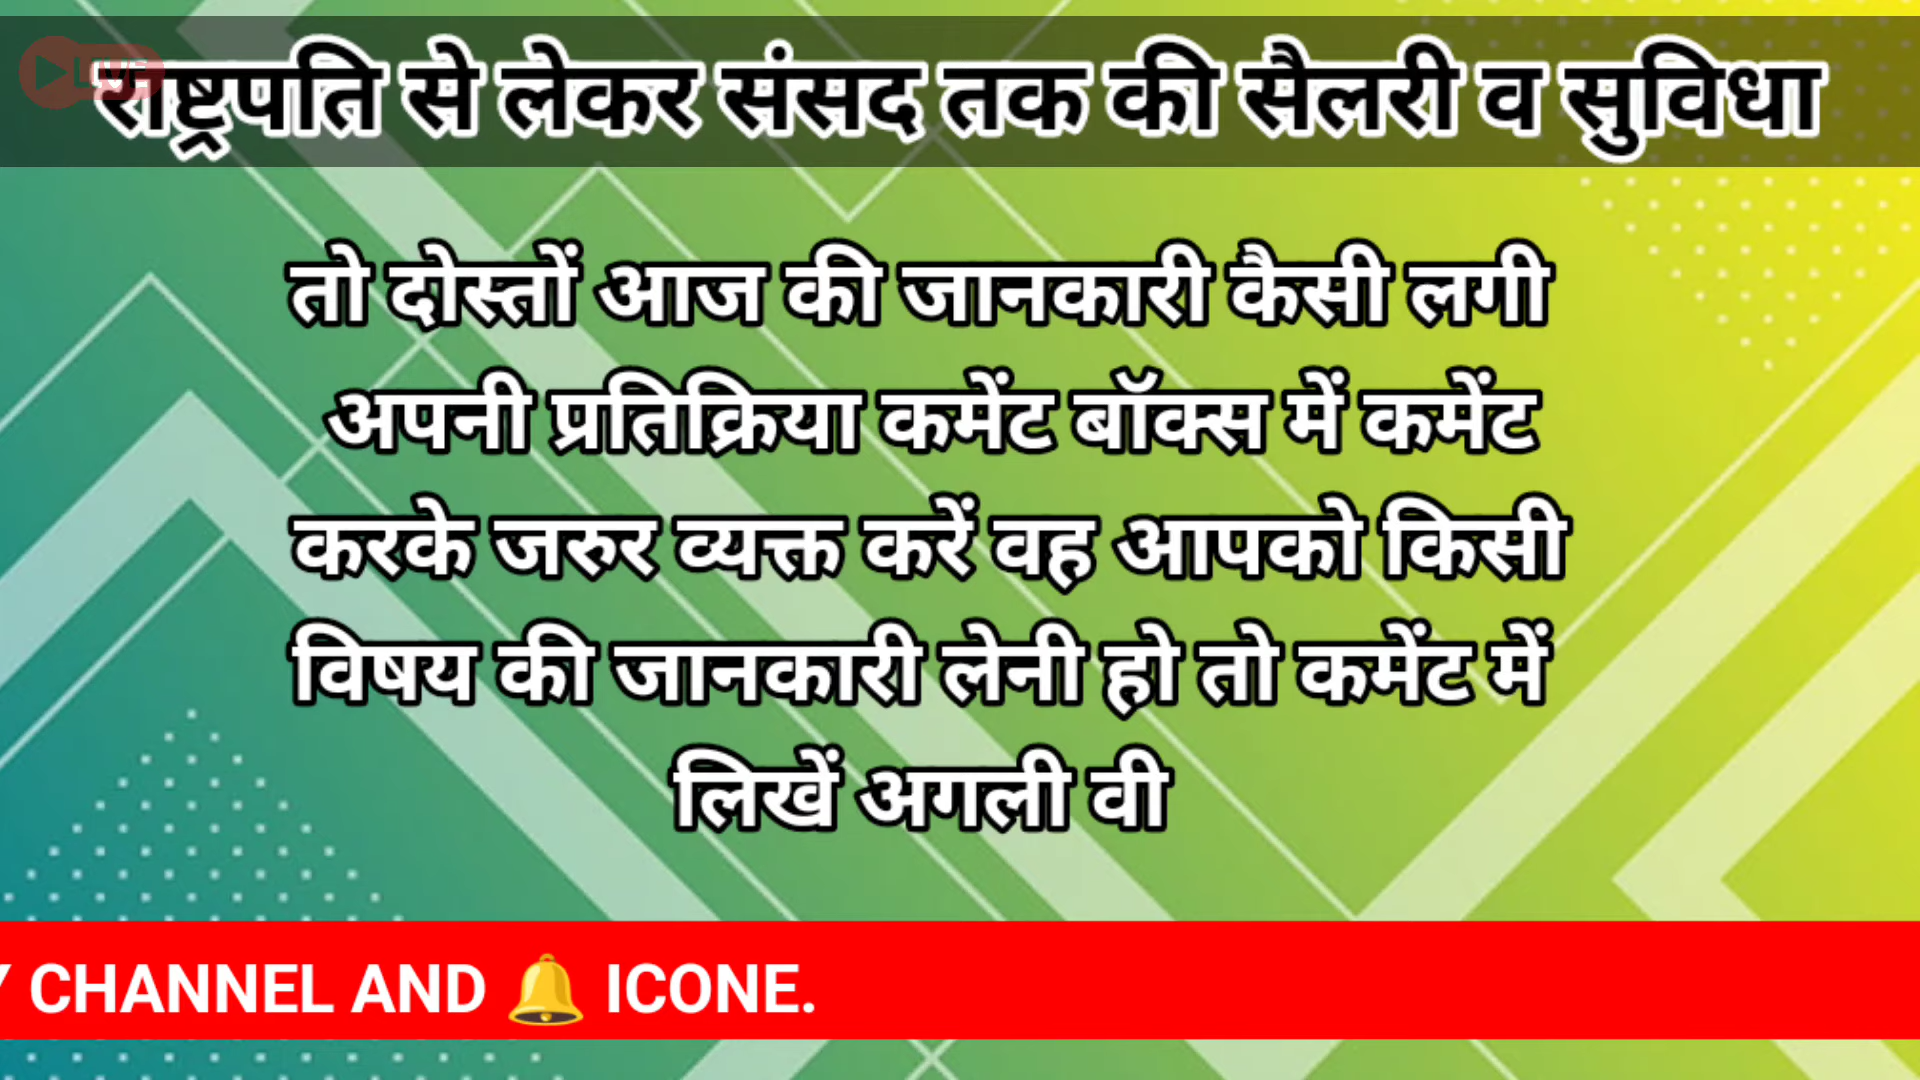 LIVE
राष्ट्रपति से लेकर संसद तक की सैलरी व सुविधा
तो दोस्तों आज की जानकारी कैसी लगी
अपनी प्रतिक्रिया कमेंट बॉक्स में कमेंट
करके जरुर व्यक्त करें वह आपको किसी
विषय की जानकारी लेनी हो तो कमेंट में
लिखें अगली वी
CHANNEL AND 🔔 ICONE.